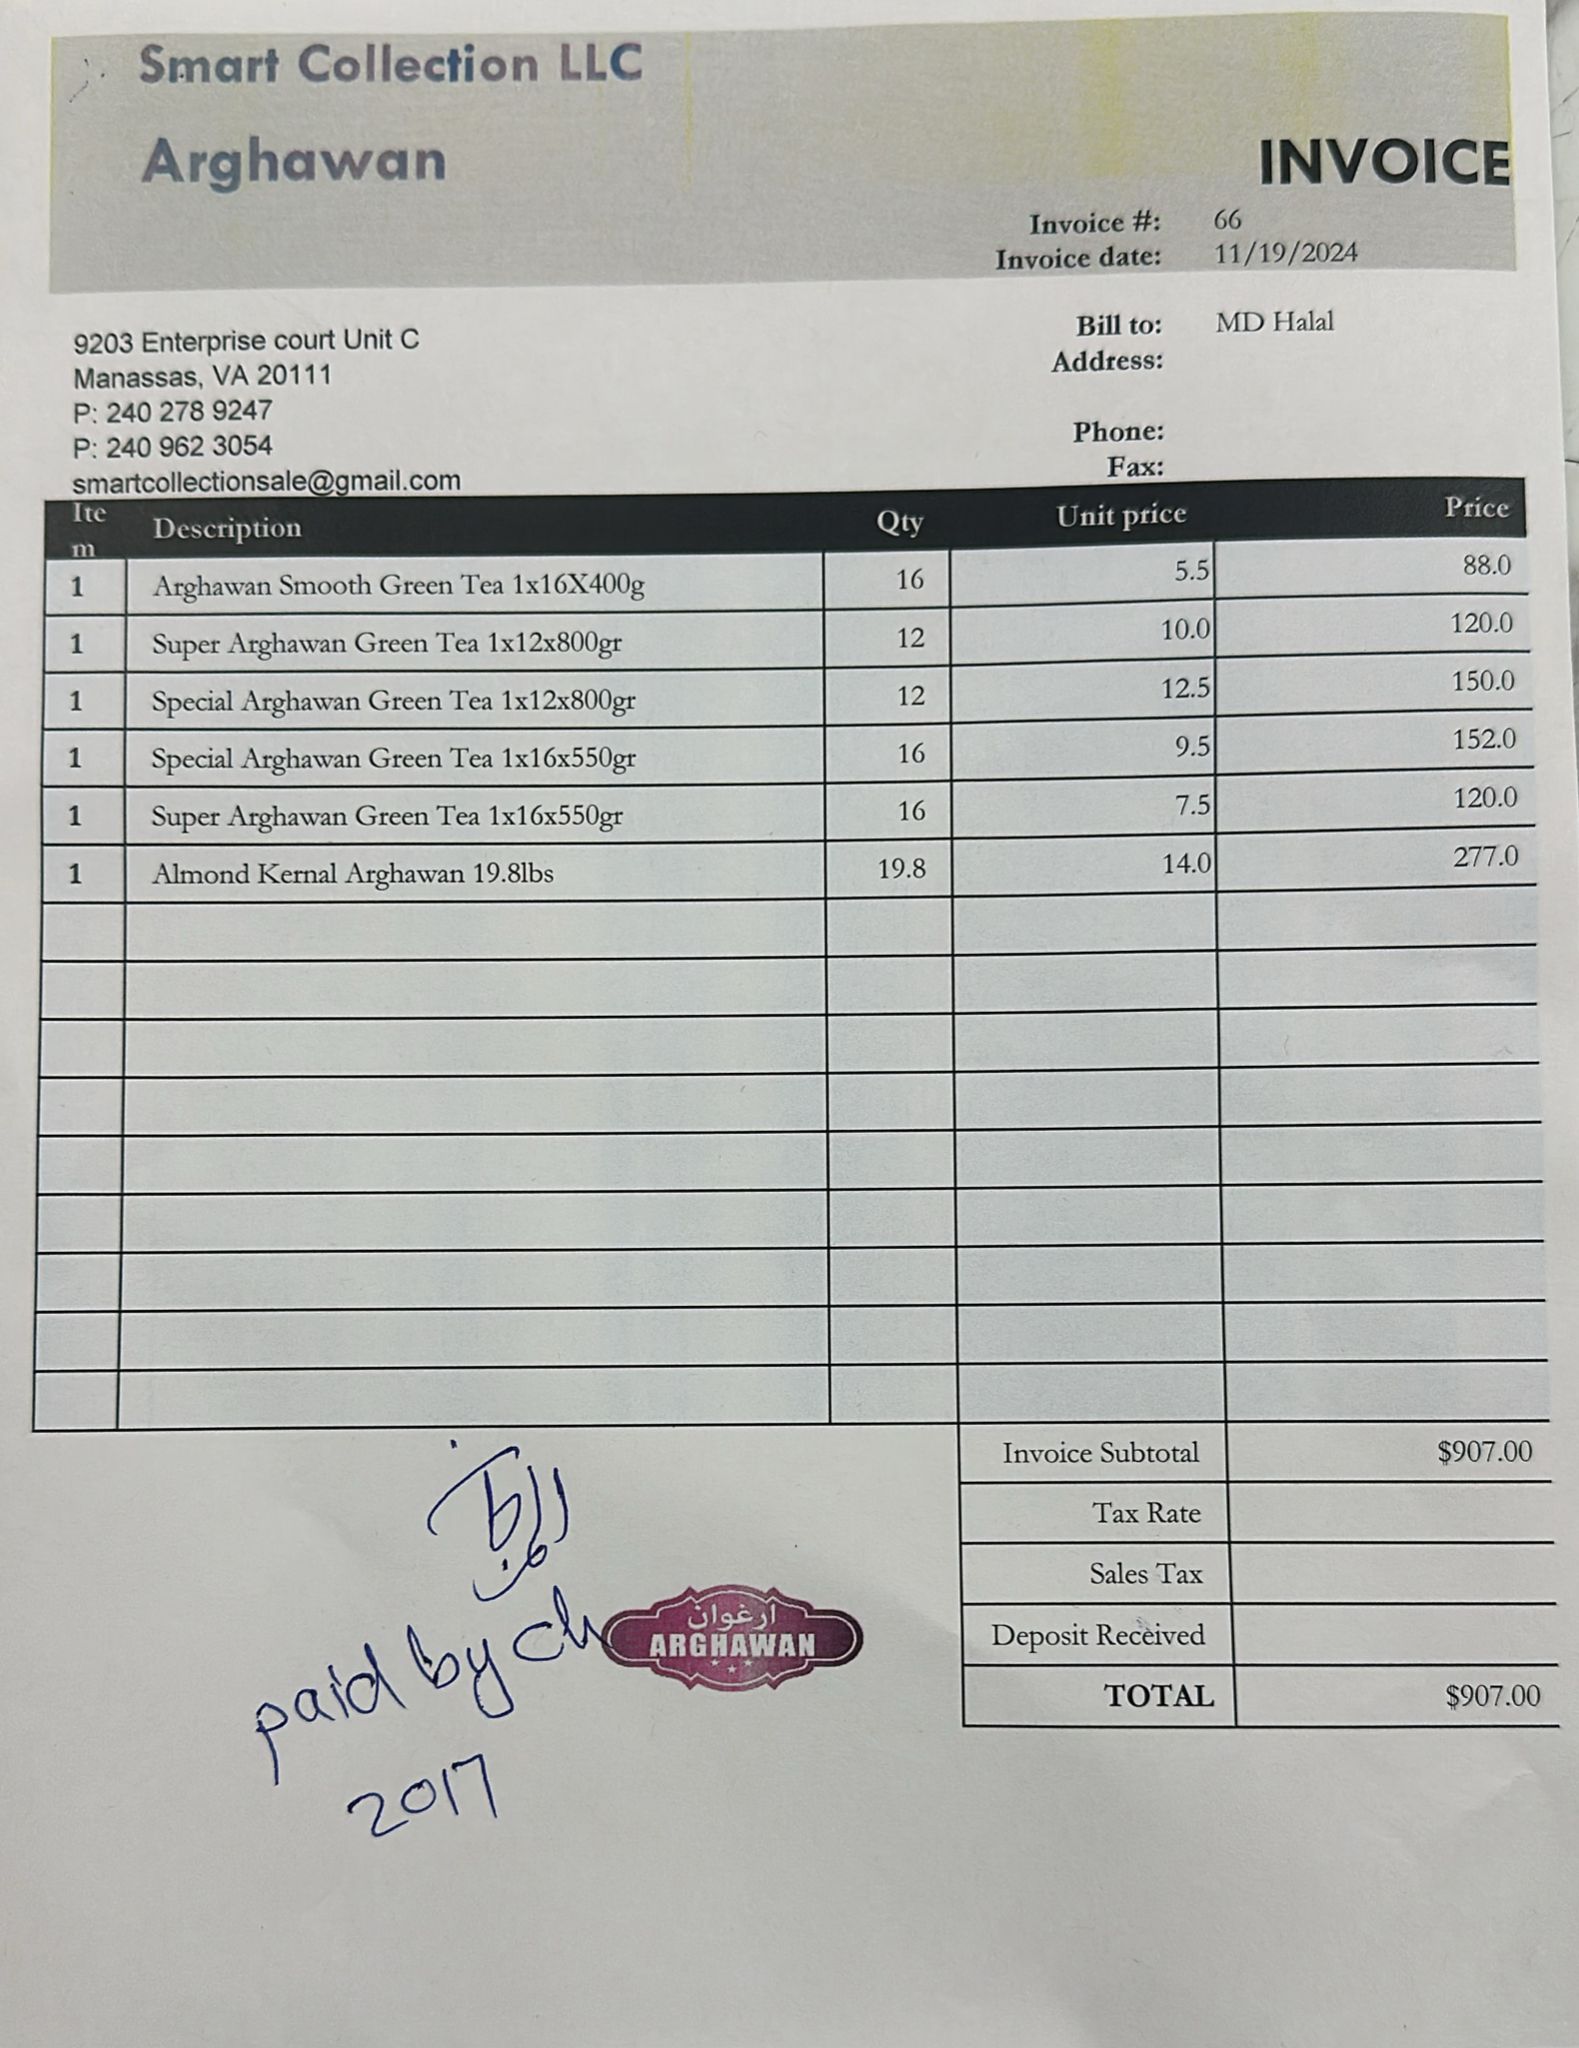 Smart Collection LLC
Arghawan
INVOICE
Invoice #: 66
Invoice date: 11/19/2024
9203 Enterprise court Unit C
Manassas, VA 20111
P: 240 278 9247
P: 240 962 3054
smartcollectionsale@gmail.com
Bill to: MD Halal
Address:
Phone:
Fax:
Item Description Qty Unit price Price
1 Arghawan Smooth Green Tea 1x16X400g 16 5.5 88.0
1 Super Arghawan Green Tea 1x12x800gr 12 10.0 120.0
1 Special Arghawan Green Tea 1x12x800gr 12 12.5 150.0
1 Special Arghawan Green Tea 1x16x550gr 16 9.5 152.0
1 Super Arghawan Green Tea 1x16x550gr 16 7.5 120.0
1 Almond Kernal Arghawan 19.8lbs 19.8 14.0 277.0
Invoice Subtotal $907.00
Tax Rate
Sales Tax
Deposit Received
TOTAL $907.00
paid by ch
2017
ارغوان
ARGHAWAN